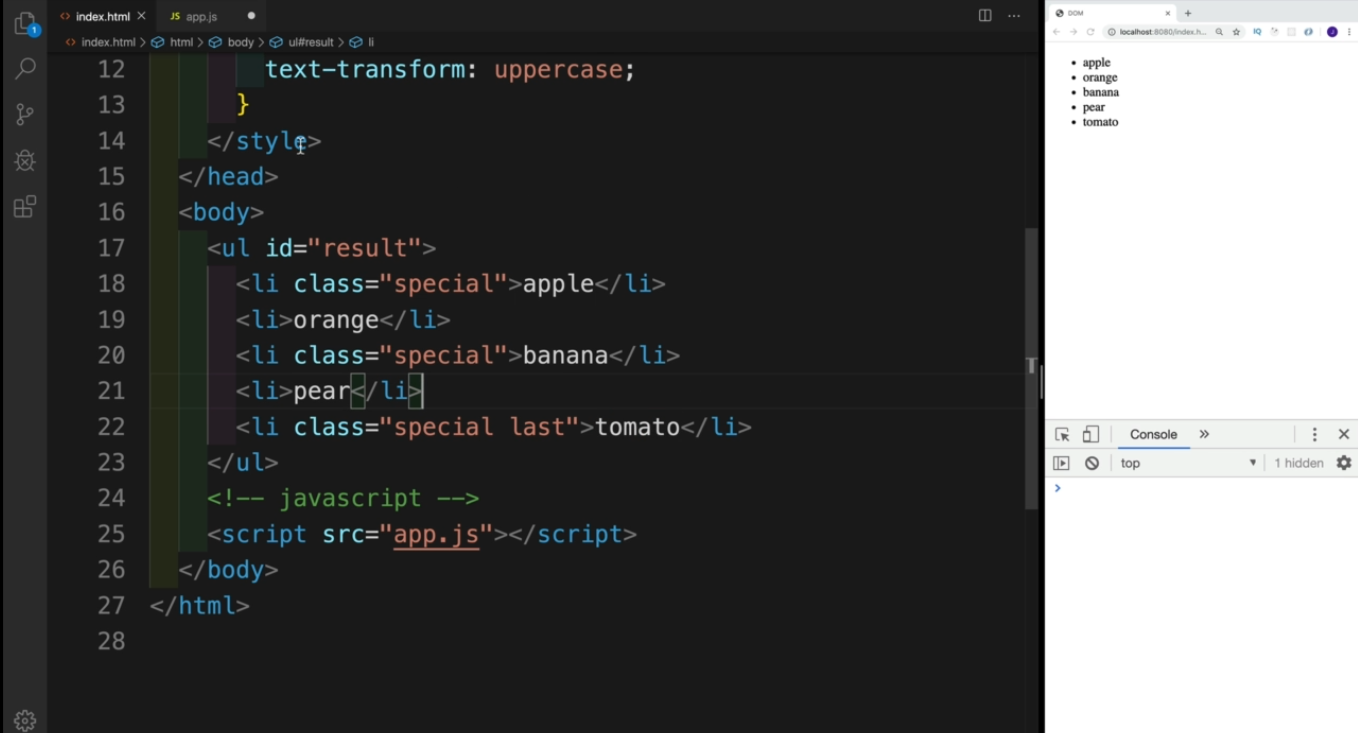 index.html
app.js
index.html > html > body > ul#result > li
12 text-transform: uppercase;
13 }
14 </style>
15 </head>
16 <body>
17 <ul id="result">
18 <li class="special">apple</li>
19 <li>orange</li>
20 <li class="special">banana</li>
21 <li>pear</li>
22 <li class="special last">tomato</li>
23 </ul>
24 <!-- javascript -->
25 <script src="app.js"></script>
26 </body>
27 </html>
28
1
JS
DOM
localhost:8080/index.h...
IQ
• apple
• orange
• banana
• pear
• tomato
Console
top
1 hidden